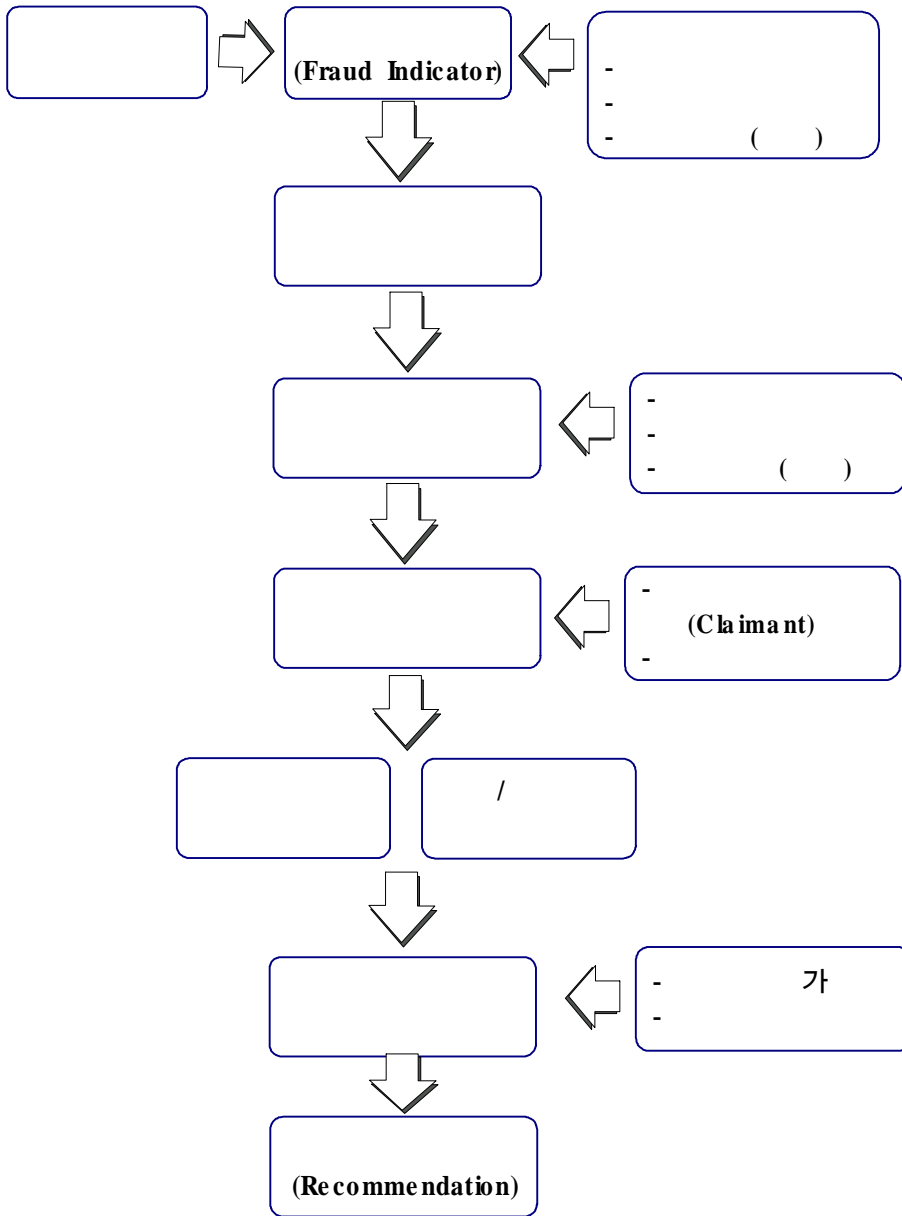 (Fraud Indicator)
-
-
- ( )
-
-
- ( )
-
(Claimant)
-
/
- 가
-
(Recommendation)